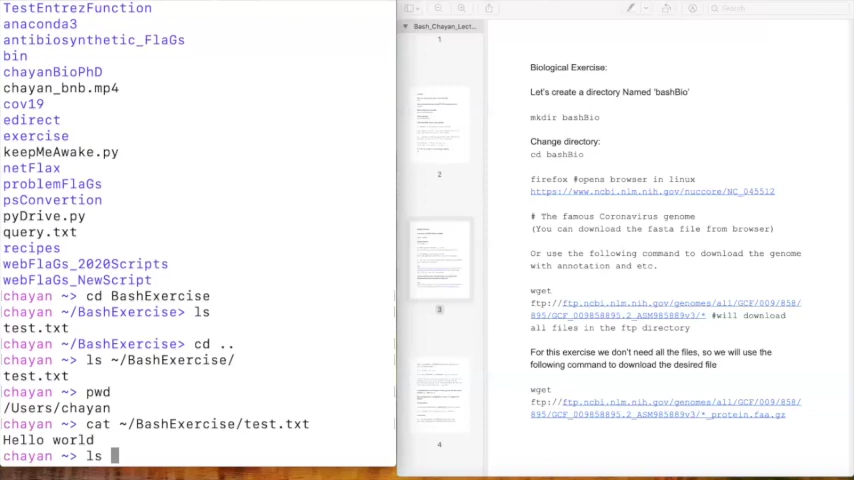 TestEntrezFunction
anaconda3
antibiosynthetic_FlaGs
bin
chayanBioPhD
chayan_bnb.mp4
cov19
edirect
exercise
keepMeAwake.py
netFlax
problemFlaGs
psConvertion
pyDrive.py
query.txt
recipes
webFlaGs_2020Scripts
webFlaGs_NewScript
chayan ~> cd BashExercise
chayan ~/BashExercise> ls
test.txt
chayan ~/BashExercise> cd ..
chayan ~> ls ~/BashExercise/
test.txt
chayan ~> pwd
/Users/chayan
chayan ~> cat ~/BashExercise/test.txt
Hello world
chayan ~> ls
Search
Bash_Chayan_Lect...
1
2
3
4
Biological Exercise:
Let's create a directory Named 'bashBio'
mkdir bashBio
Change directory:
cd bashBio
firefox #opens browser in linux
https://www.ncbi.nlm.nih.gov/nuccore/NC_045512
# The famous Coronavirus genome
(You can download the fasta file from browser)
Or use the following command to download the genome
with annotation and etc.
wget
ftp://ftp.ncbi.nlm.nih.gov/genomes/all/GCF/009/858/
895/GCF_009858895.2_ASM985889v3/* #will download
all files in the ftp directory
For this exercise we don't need all the files, so we will use the
following command to download the desired file
wget
ftp://ftp.ncbi.nlm.nih.gov/genomes/all/GCF/009/858/
895/GCF_009858895.2_ASM985889v3/*_protein.faa.gz